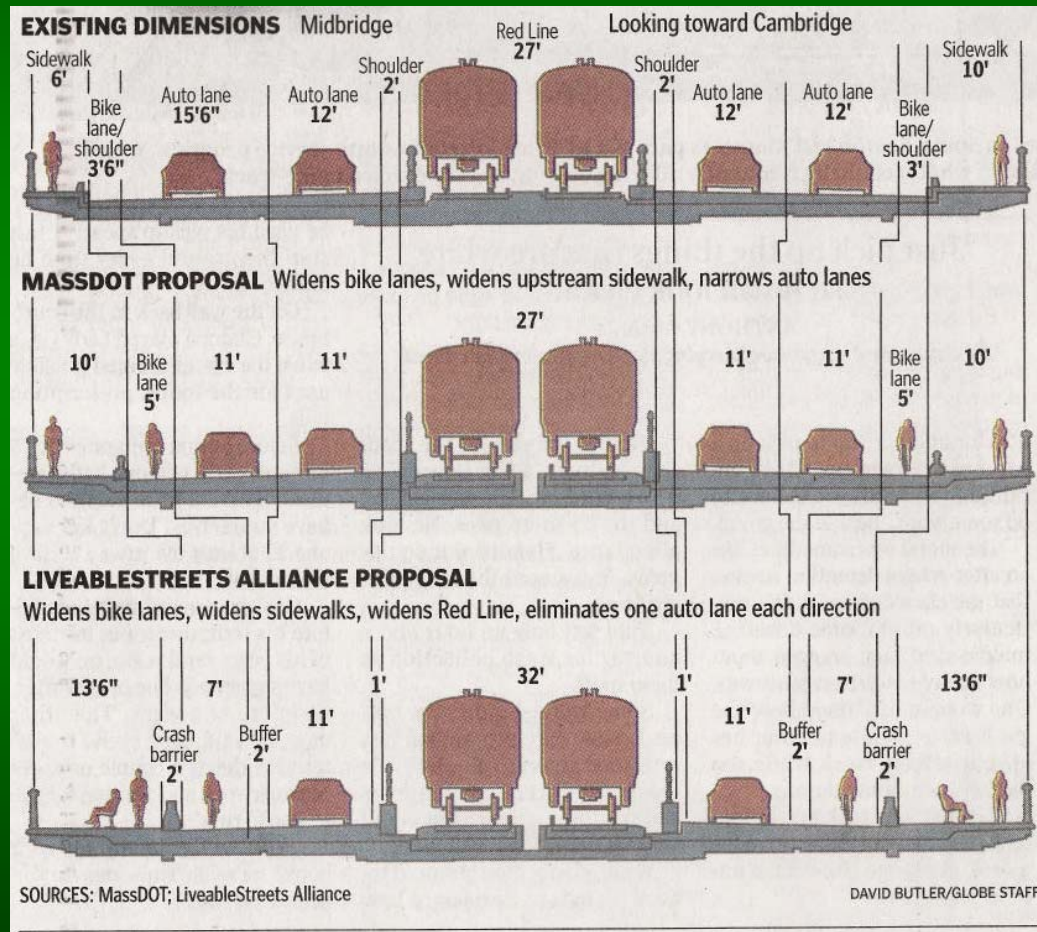 EXISTING DIMENSIONS Midbridge
Looking toward Cambridge
Sidewalk
6'
Bike
lane/
shoulder
3'6"
Auto lane
15'6"
Auto lane
12'
Shoulder
2'
Red Line
27'
Shoulder
2'
Auto lane
12'
Auto lane
12'
Bike
lane/
shoulder
3'
Sidewalk
10'
MASSDOT PROPOSAL Widens bike lanes, widens upstream sidewalk, narrows auto lanes
10'
Bike
lane
5'
11'
11'
27'
11'
11'
Bike
lane
5'
10'
LIVEABLESTREETS ALLIANCE PROPOSAL
Widens bike lanes, widens sidewalks, widens Red Line, eliminates one auto lane each direction
13'6"
Crash
barrier
2'
7'
Buffer
2'
11'
1'
32'
1'
11'
Buffer
2'
7'
Crash
barrier
2'
13'6"
SOURCES: MassDOT; LiveableStreets Alliance
DAVID BUTLER/GLOBE STAFF